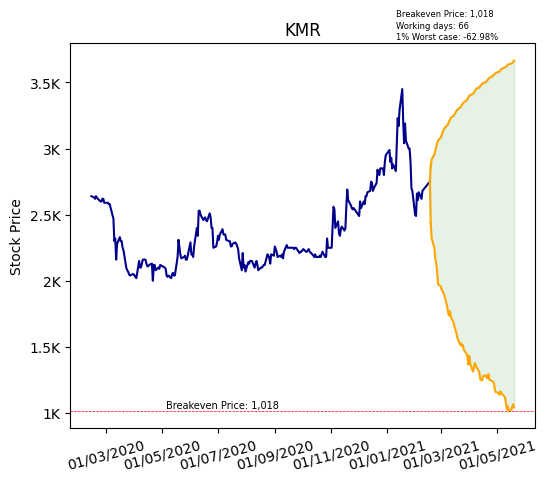 Breakeven Price: 1,018
Working days: 66
1% Worst case: -62.98%
KMR
Stock Price
3.5K
3K
2.5K
2K
1.5K
1K
Breakeven Price: 1,018
01/03/2020
01/05/2020
01/07/2020
01/09/2020
01/11/2020
01/01/2021
01/03/2021
01/05/2021